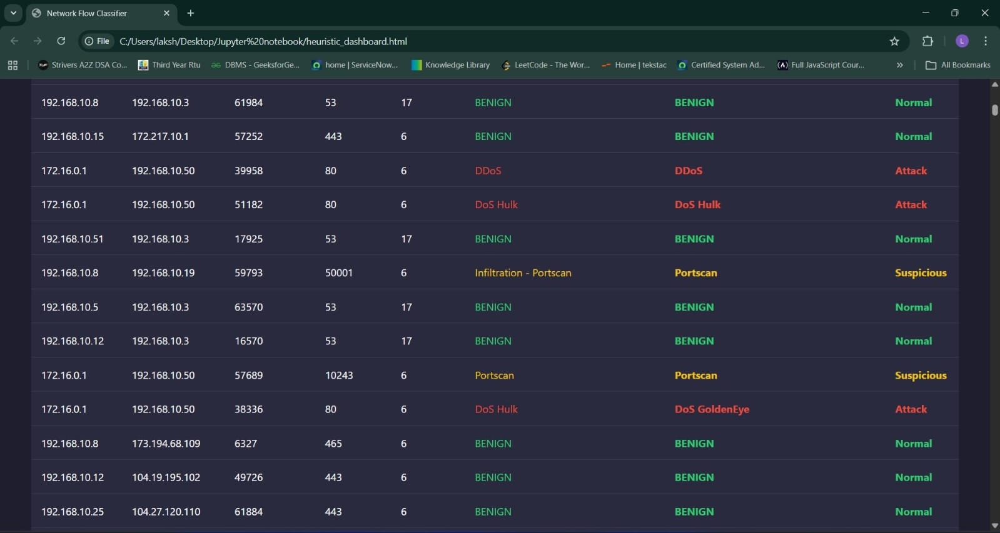 Network Flow Classifier
File C:/Users/laksh/Desktop/Jupyter%20notebook/heuristic_dashboard.html L
TUF Strivers A2Z DSA Co... Third Year Rtu DBMS - GeeksforGe... home | ServiceNow... Knowledge Library LeetCode - The Wor... Home | tekstac Certified System Ad... Full JavaScript Cour... » All Bookmarks
192.168.10.8 192.168.10.3 61984 53 17 BENIGN BENIGN Normal
192.168.10.15 172.217.10.1 57252 443 6 BENIGN BENIGN Normal
172.16.0.1 192.168.10.50 39958 80 6 DDoS DDoS Attack
172.16.0.1 192.168.10.50 51182 80 6 DoS Hulk DoS Hulk Attack
192.168.10.51 192.168.10.3 17925 53 17 BENIGN BENIGN Normal
192.168.10.8 192.168.10.19 59793 50001 6 Infiltration - Portscan Portscan Suspicious
192.168.10.5 192.168.10.3 63570 53 17 BENIGN BENIGN Normal
192.168.10.12 192.168.10.3 16570 53 17 BENIGN BENIGN Normal
172.16.0.1 192.168.10.50 57689 10243 6 Portscan Portscan Suspicious
172.16.0.1 192.168.10.50 38336 80 6 DoS Hulk DoS GoldenEye Attack
192.168.10.8 173.194.68.109 6327 465 6 BENIGN BENIGN Normal
192.168.10.12 104.19.195.102 49726 443 6 BENIGN BENIGN Normal
192.168.10.25 104.27.120.110 61884 443 6 BENIGN BENIGN Normal